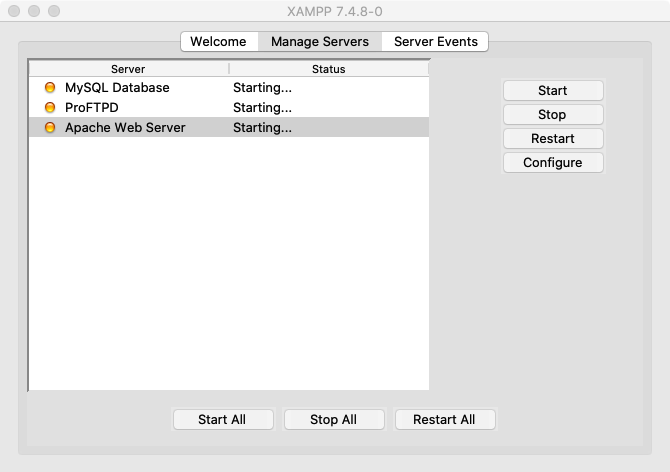 XAMPP 7.4.8-0
Welcome Manage Servers Server Events
Server Status
MySQL Database Starting...
ProFTPD Starting...
Apache Web Server Starting...
Start
Stop
Restart
Configure
Start All Stop All Restart All